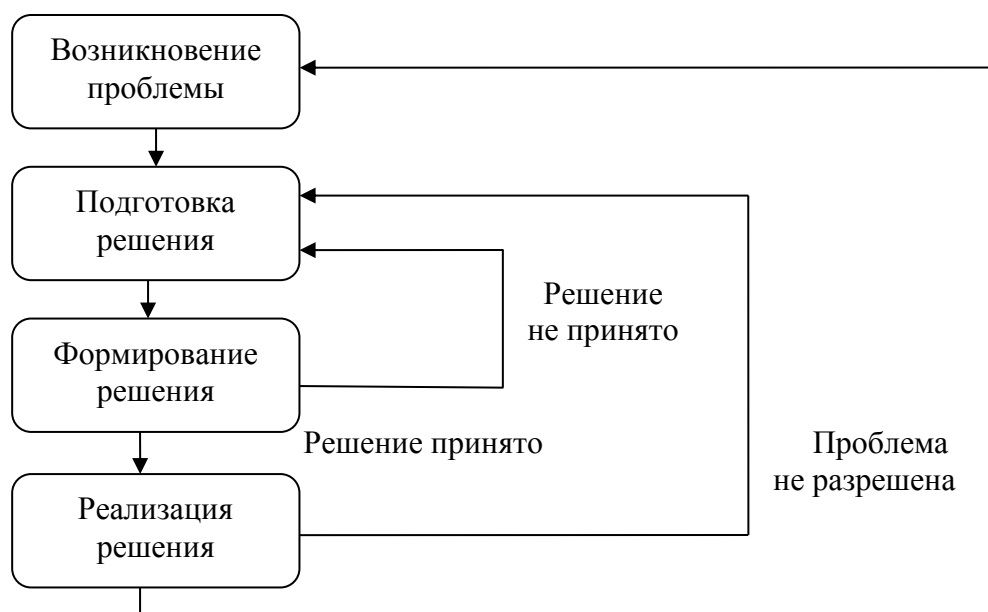 Возникновение
проблемы
Подготовка
решения
Решение
не принято
Формирование
решения
Решение принято
Проблема
не разрешена
Реализация
решения